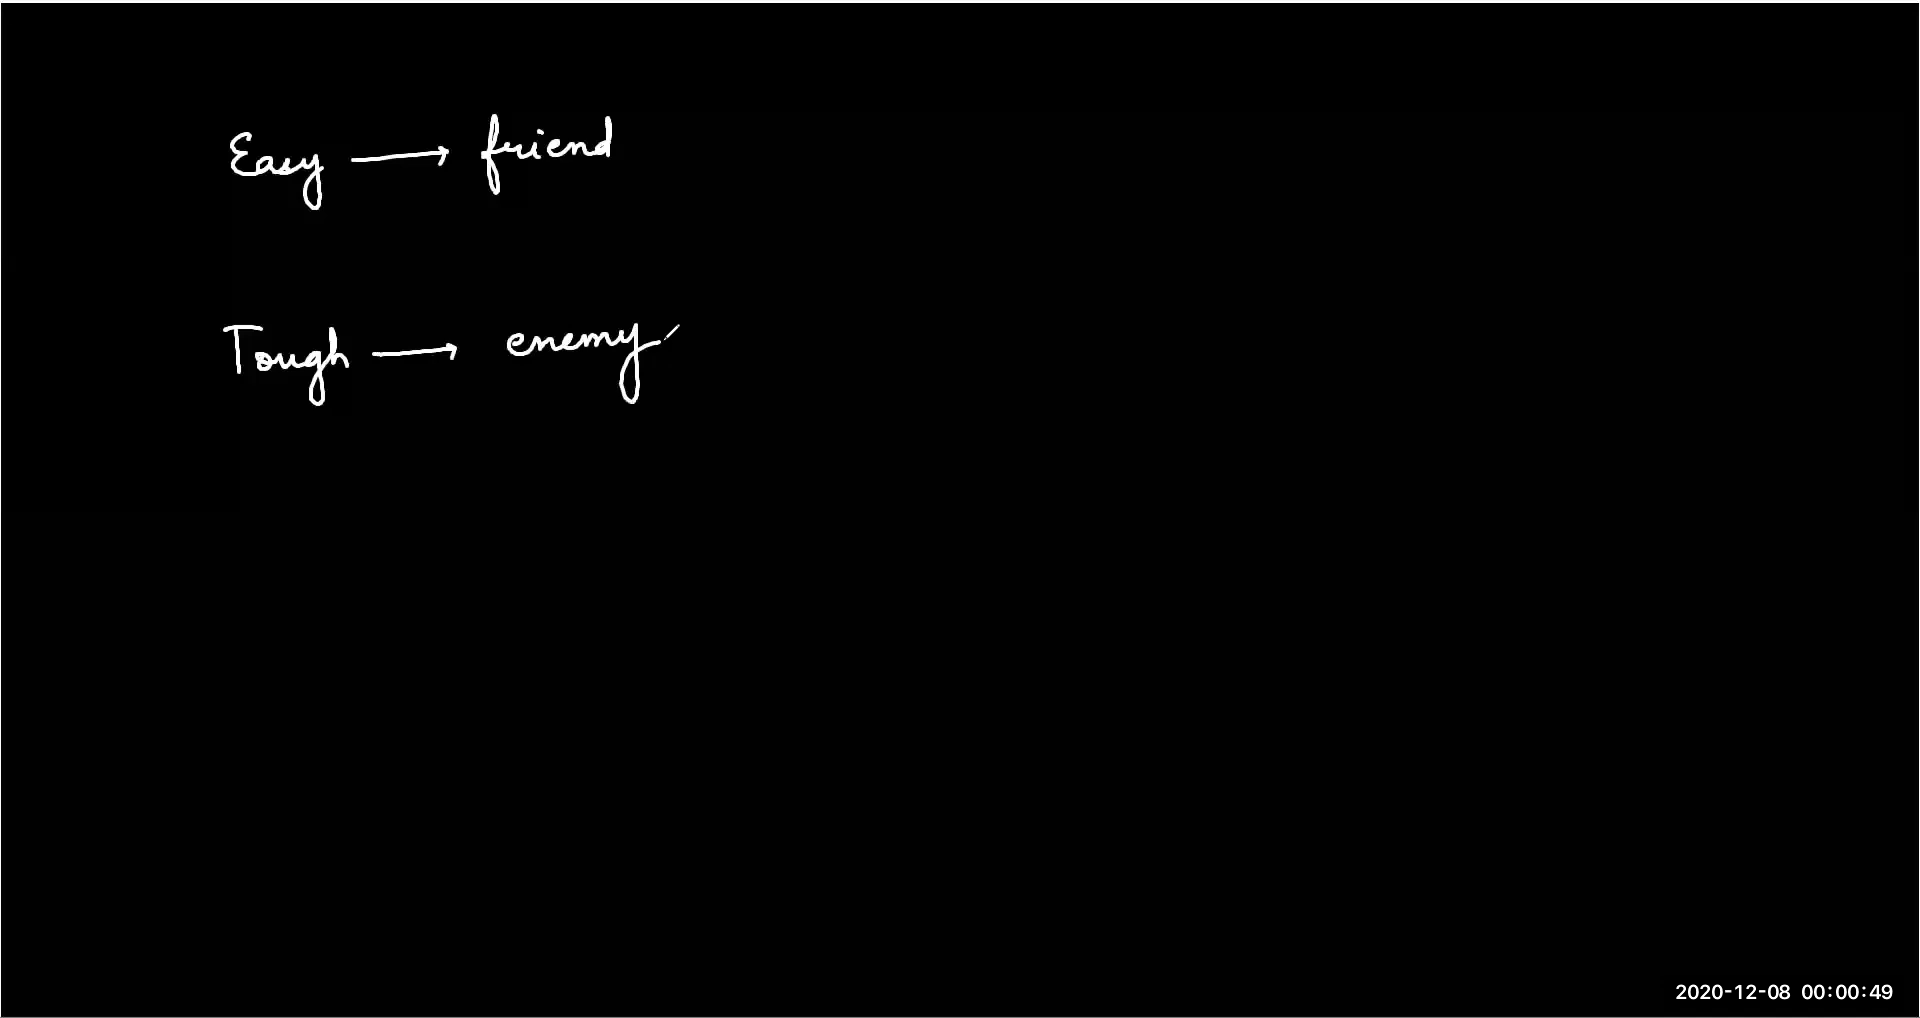 Easy → friend
Tough → enemy
2020-12-08 00:00:49